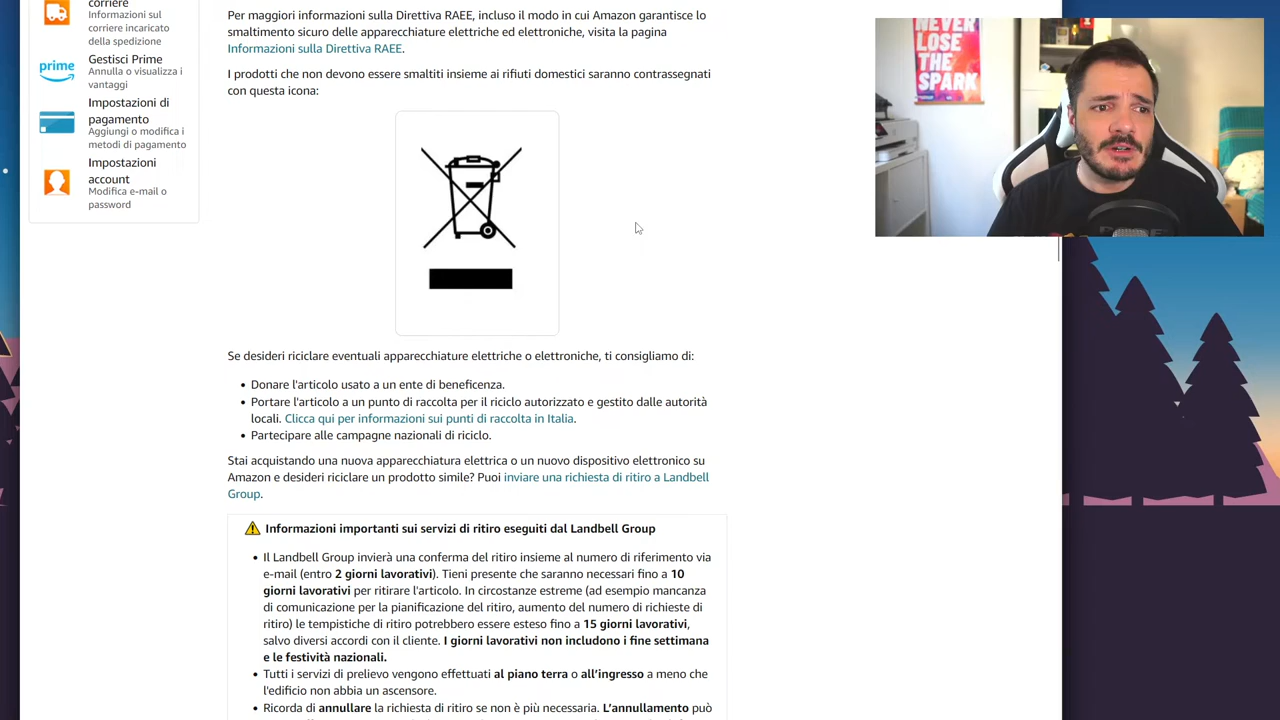 corriere
Informazioni sul
corriere incaricato
della spedizione
prime
Gestisci Prime
Annulla o visualizza i
vantaggi
Impostazioni di
pagamento
Aggiungi o modifica i
metodi di pagamento
Impostazioni
account
Modifica e-mail o
password
Per maggiori informazioni sulla Direttiva RAEE, incluso il modo in cui Amazon garantisce lo
smaltimento sicuro delle apparecchiature elettriche ed elettroniche, visita la pagina
Informazioni sulla Direttiva RAEE.
I prodotti che non devono essere smaltiti insieme ai rifiuti domestici saranno contrassegnati
con questa icona:
Se desideri riciclare eventuali apparecchiature elettriche o elettroniche, ti consigliamo di:
• Donare l'articolo usato a un ente di beneficenza.
• Portare l'articolo a un punto di raccolta per il riciclo autorizzato e gestito dalle autorità
locali. Clicca qui per informazioni sui punti di raccolta in Italia.
• Partecipare alle campagne nazionali di riciclo.
Stai acquistando una nuova apparecchiatura elettrica o un nuovo dispositivo elettronico su
Amazon e desideri riciclare un prodotto simile? Puoi inviare una richiesta di ritiro a Landbell
Group.
Informazioni importanti sui servizi di ritiro eseguiti dal Landbell Group
• Il Landbell Group invierà una conferma del ritiro insieme al numero di riferimento via
e-mail (entro 2 giorni lavorativi). Tieni presente che saranno necessari fino a 10
giorni lavorativi per ritirare l'articolo. In circostanze estreme (ad esempio mancanza
di comunicazione per la pianificazione del ritiro, aumento del numero di richieste di
ritiro) le tempistiche di ritiro potrebbero essere esteso fino a 15 giorni lavorativi,
salvo diversi accordi con il cliente. I giorni lavorativi non includono i fine settimana
e le festività nazionali.
• Tutti i servizi di prelievo vengono effettuati al piano terra o all'ingresso a meno che
l'edificio non abbia un ascensore.
• Ricorda di annullare la richiesta di ritiro se non è più necessaria. L'annullamento può
NEVER
LOSE
THE
SPARK